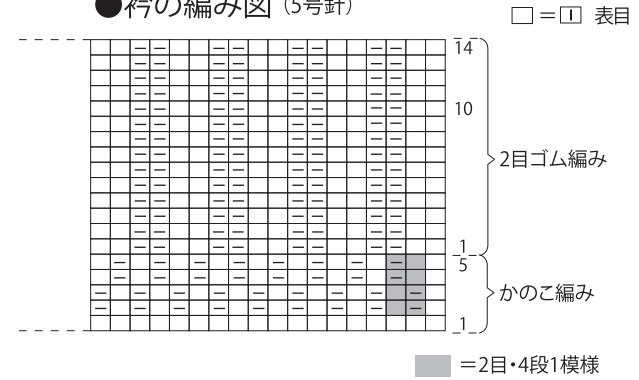 ●衿の編み図（5号針）
□＝| 表目
14
10
2目ゴム編み
1
5
かのこ編み
1
＝2目・4段1模様